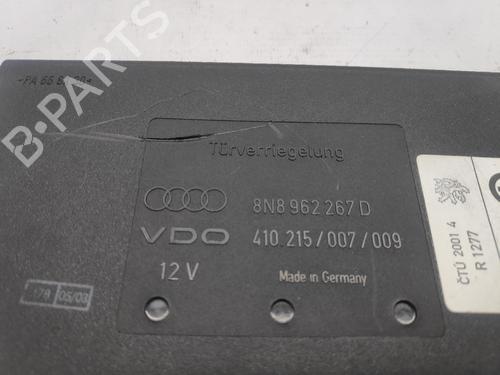 B-PARTS
Türverriegelung
8N8 962 267 D
VDO 410.215/007/009
12 V
Made in Germany
05/03
ČTÚ 2001 4
R 1277